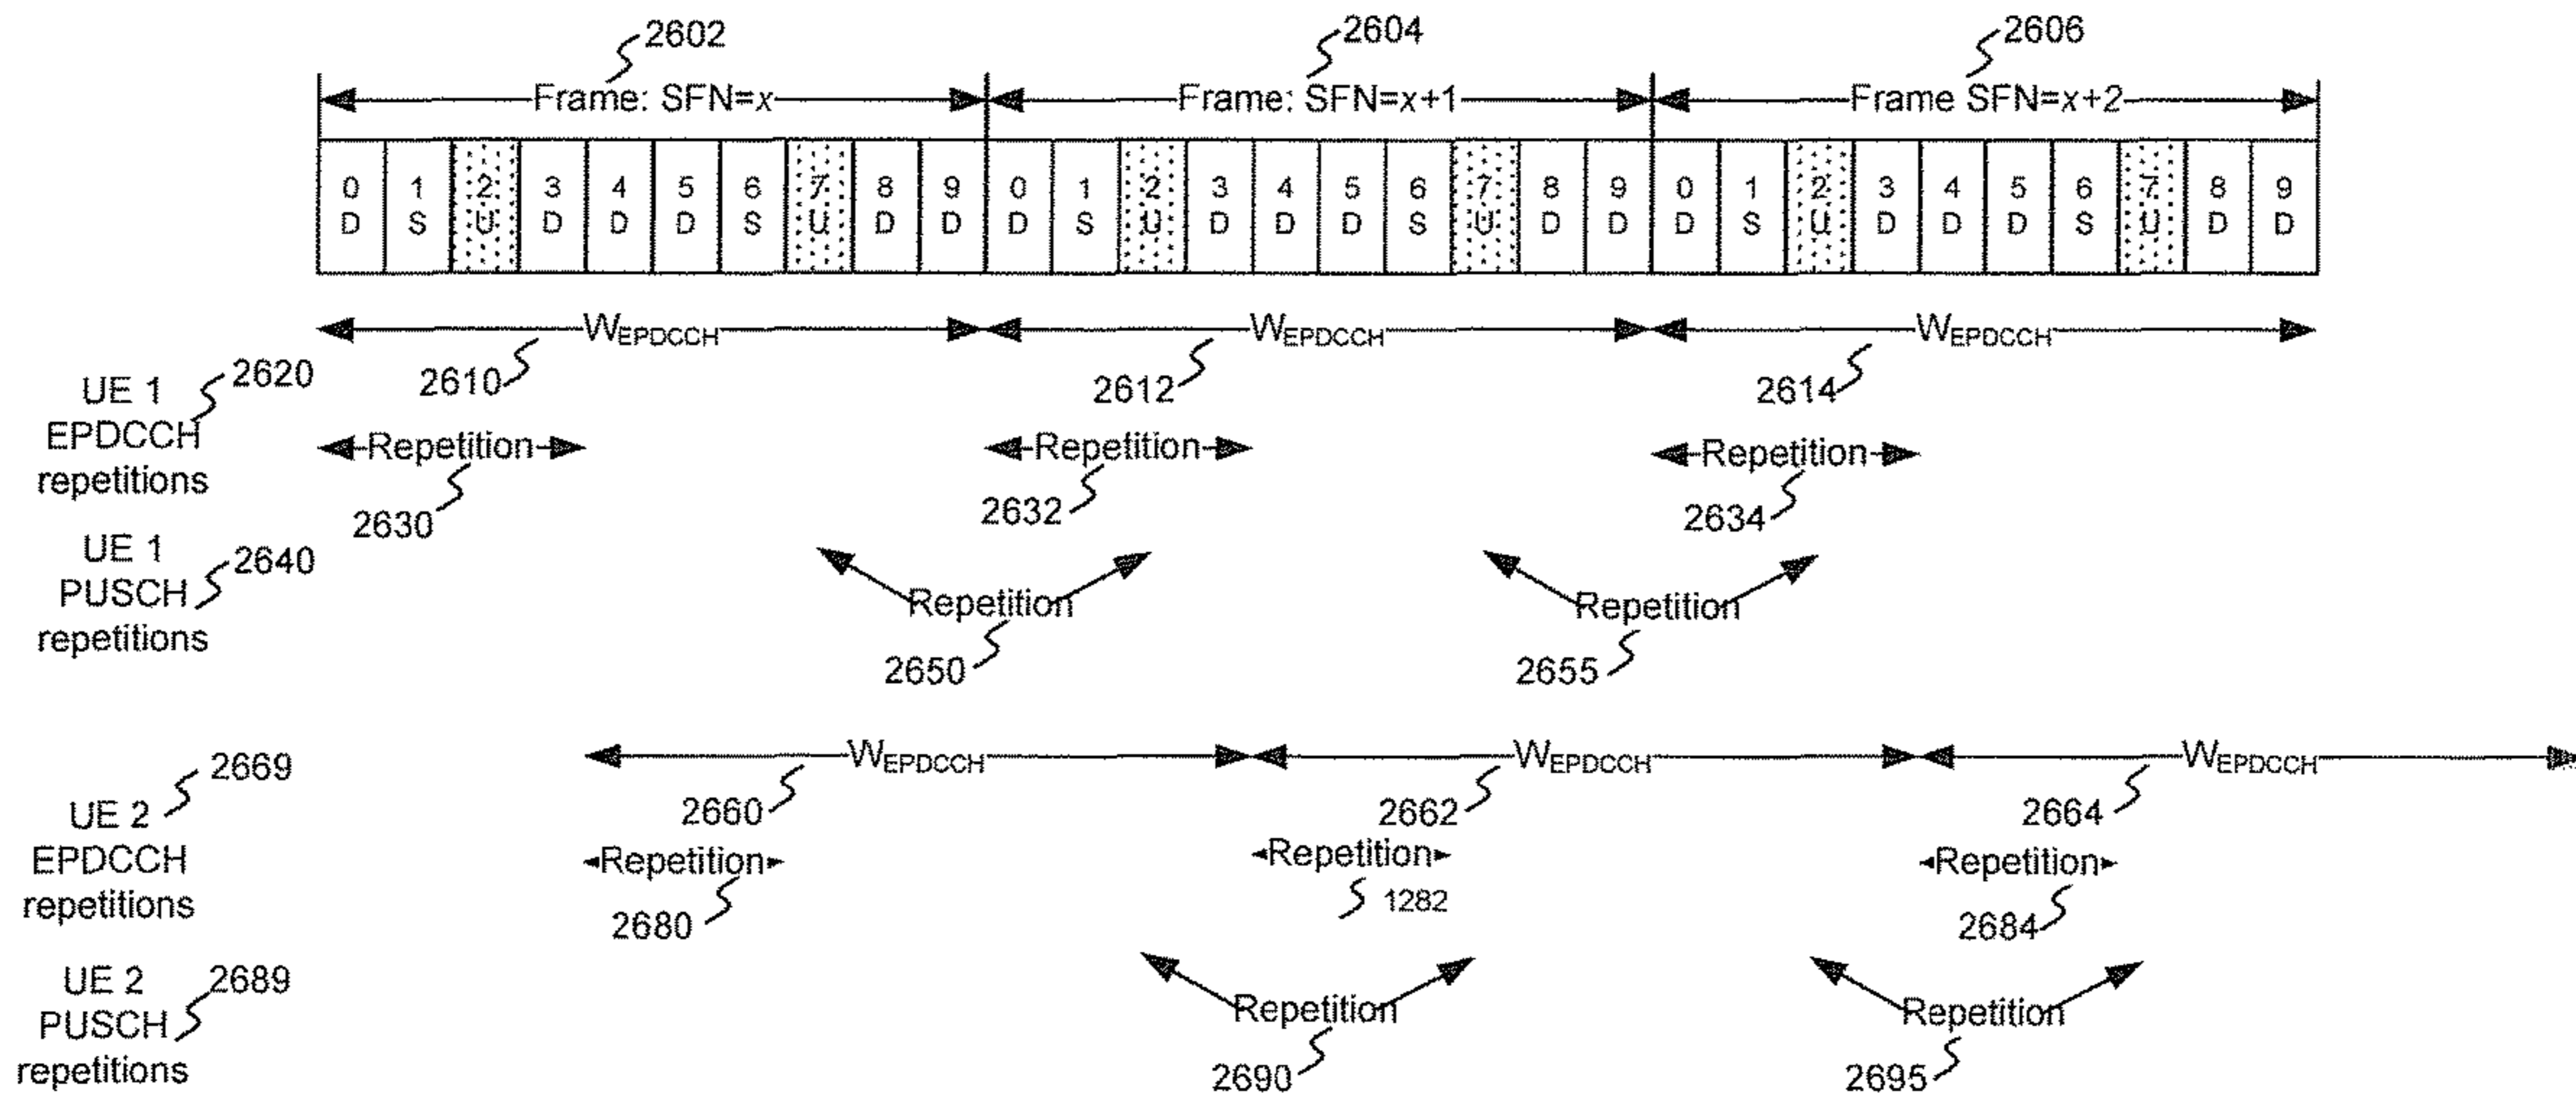 2602 2604 2606
Frame: SFN=x Frame: SFN=x+1 Frame SFN=x+2
0 1 2 3 4 5 6 7 8 9 0 1 2 3 4 5 6 7 8 9 0 1 2 3 4 5 6 7 8 9
D S U D D D S U D D D S U D D D S U D D D S U D D D S U D D
WEPDCCH WEPDCCH WEPDCCH
2610 2612 2614
UE 1 2620
EPDCCH
repetitions
Repetition Repetition Repetition
2630 2632 2634
UE 1 2640
PUSCH
repetitions
Repetition Repetition
2650 2655
WEPDCCH WEPDCCH WEPDCCH
2660 2662 2664
UE 2 2669
EPDCCH
repetitions
Repetition Repetition Repetition
2680 1282 2684
UE 2 2689
PUSCH
repetitions
Repetition Repetition
2690 2695